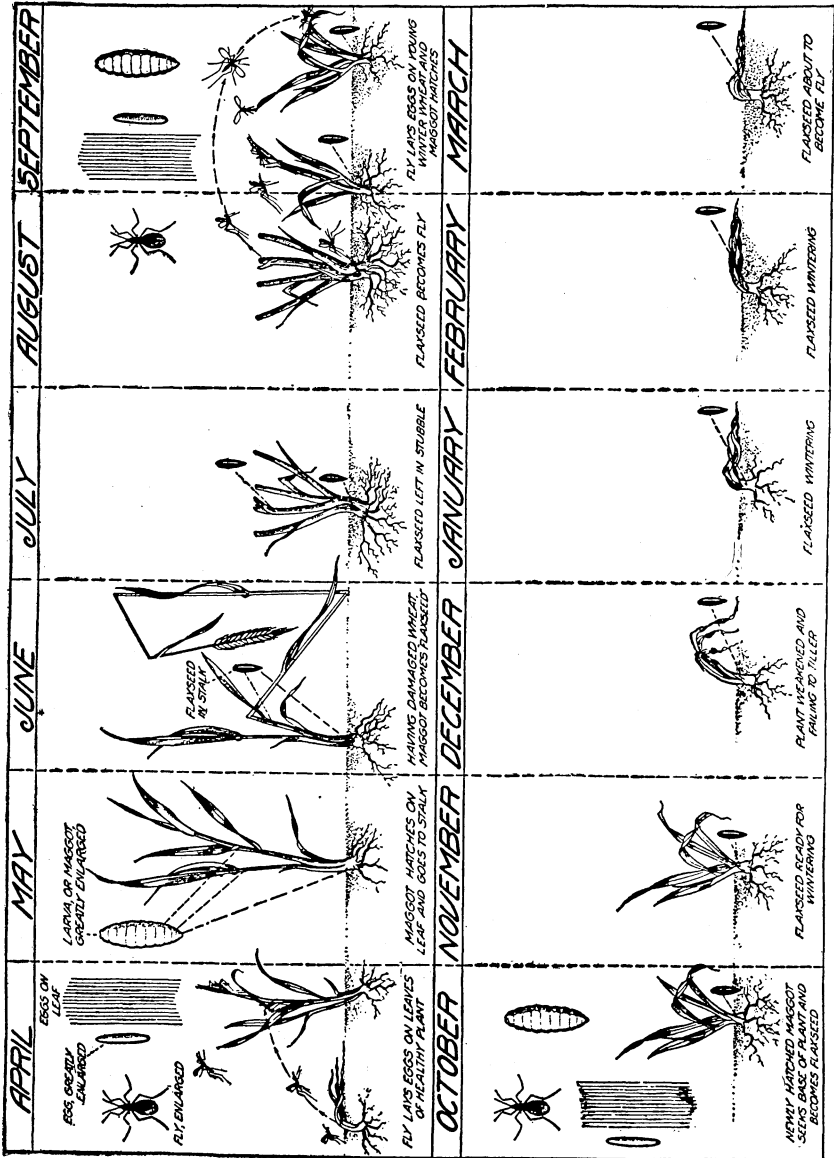 APRIL
MAY
JUNE
JULY
AUGUST
SEPTEMBER
EGG, GREATLY
ENLARGED
EGGS ON
LEAF
FLY, ENLARGED
FLY LAYS EGGS ON LEAVES
OF HEALTHY PLANT
LARVA, OR MAGGOT,
GREATLY ENLARGED
MAGGOT HATCHES ON
LEAF AND GOES TO STALK
FLAXSEED
IN STALK
HAVING DAMAGED WHEAT,
MAGGOT BECOMES FLAXSEED
FLAXSEED LEFT IN STUBBLE
FLAXSEED BECOMES FLY
FLY LAYS EGGS ON YOUNG
WINTER WHEAT AND
MAGGOT HATCHES
OCTOBER
NOVEMBER
DECEMBER
JANUARY
FEBRUARY
MARCH
NEWLY HATCHED MAGGOT
SEEKS BASE OF PLANT AND
BECOMES FLAXSEED
FLAXSEED READY FOR
WINTERING
PLANT WEAKENED AND
FAILING TO TILLER
FLAXSEED WINTERING
FLAXSEED WINTERING
FLAXSEED ABOUT TO
BECOME FLY